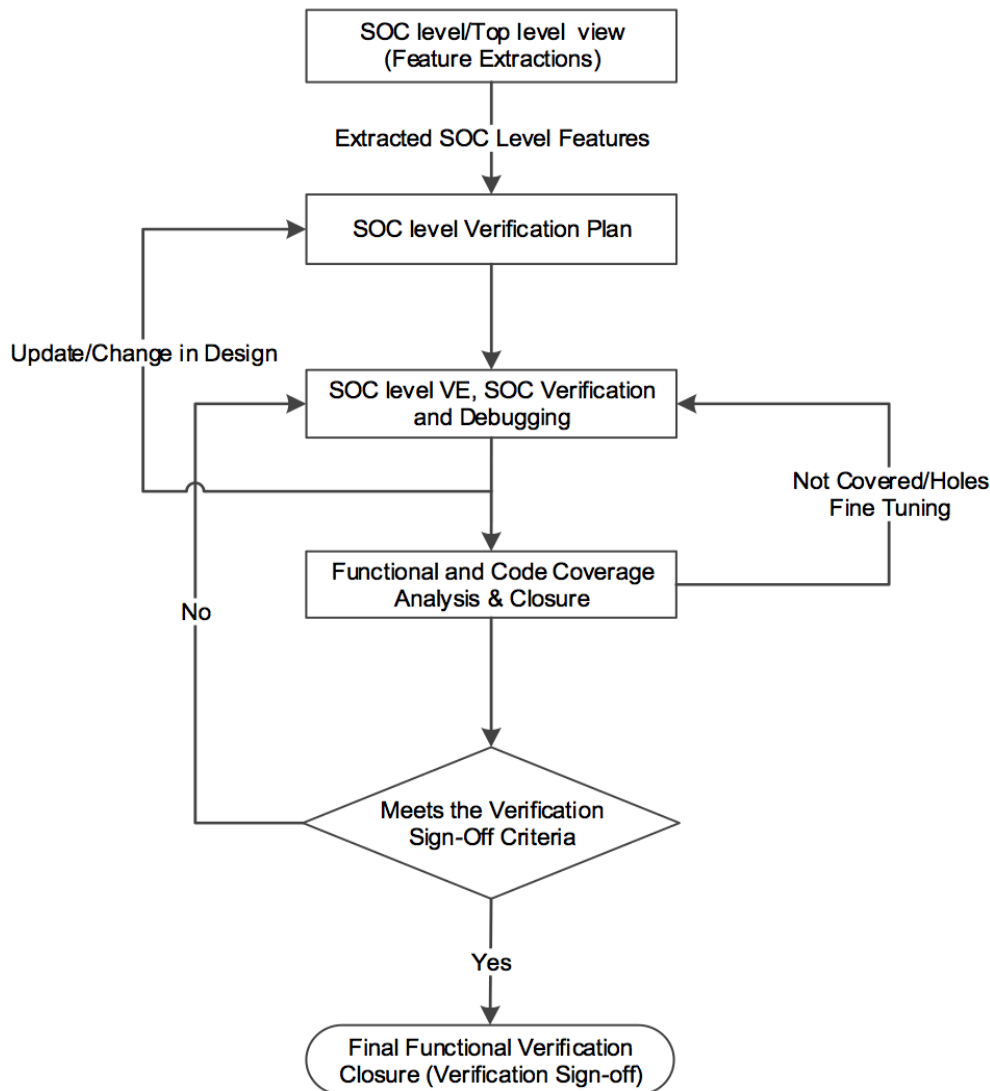 SOC level/Top level view
(Feature Extractions)
Extracted SOC Level Features
SOC level Verification Plan
Update/Change in Design
SOC level VE, SOC Verification
and Debugging
Not Covered/Holes
Fine Tuning
Functional and Code Coverage
Analysis & Closure
No
Meets the Verification
Sign-Off Criteria
Yes
Final Functional Verification
Closure (Verification Sign-off)